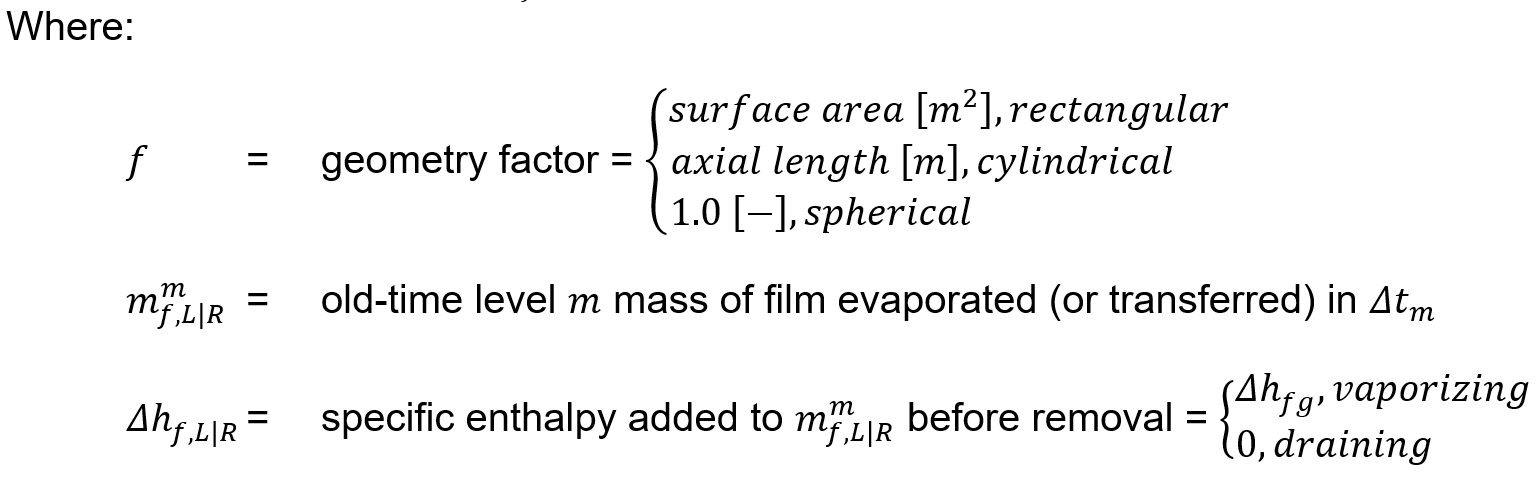 Where:
f = geometry factor = { surface area [m²], rectangular
axial length [m], cylindrical
1.0 [−], spherical
m^m_{f,L|R} = old-time level m mass of film evaporated (or transferred) in Δt_m
Δh_{f,L|R} = specific enthalpy added to m^m_{f,L|R} before removal = { Δh_{fg}, vaporizing
0, draining